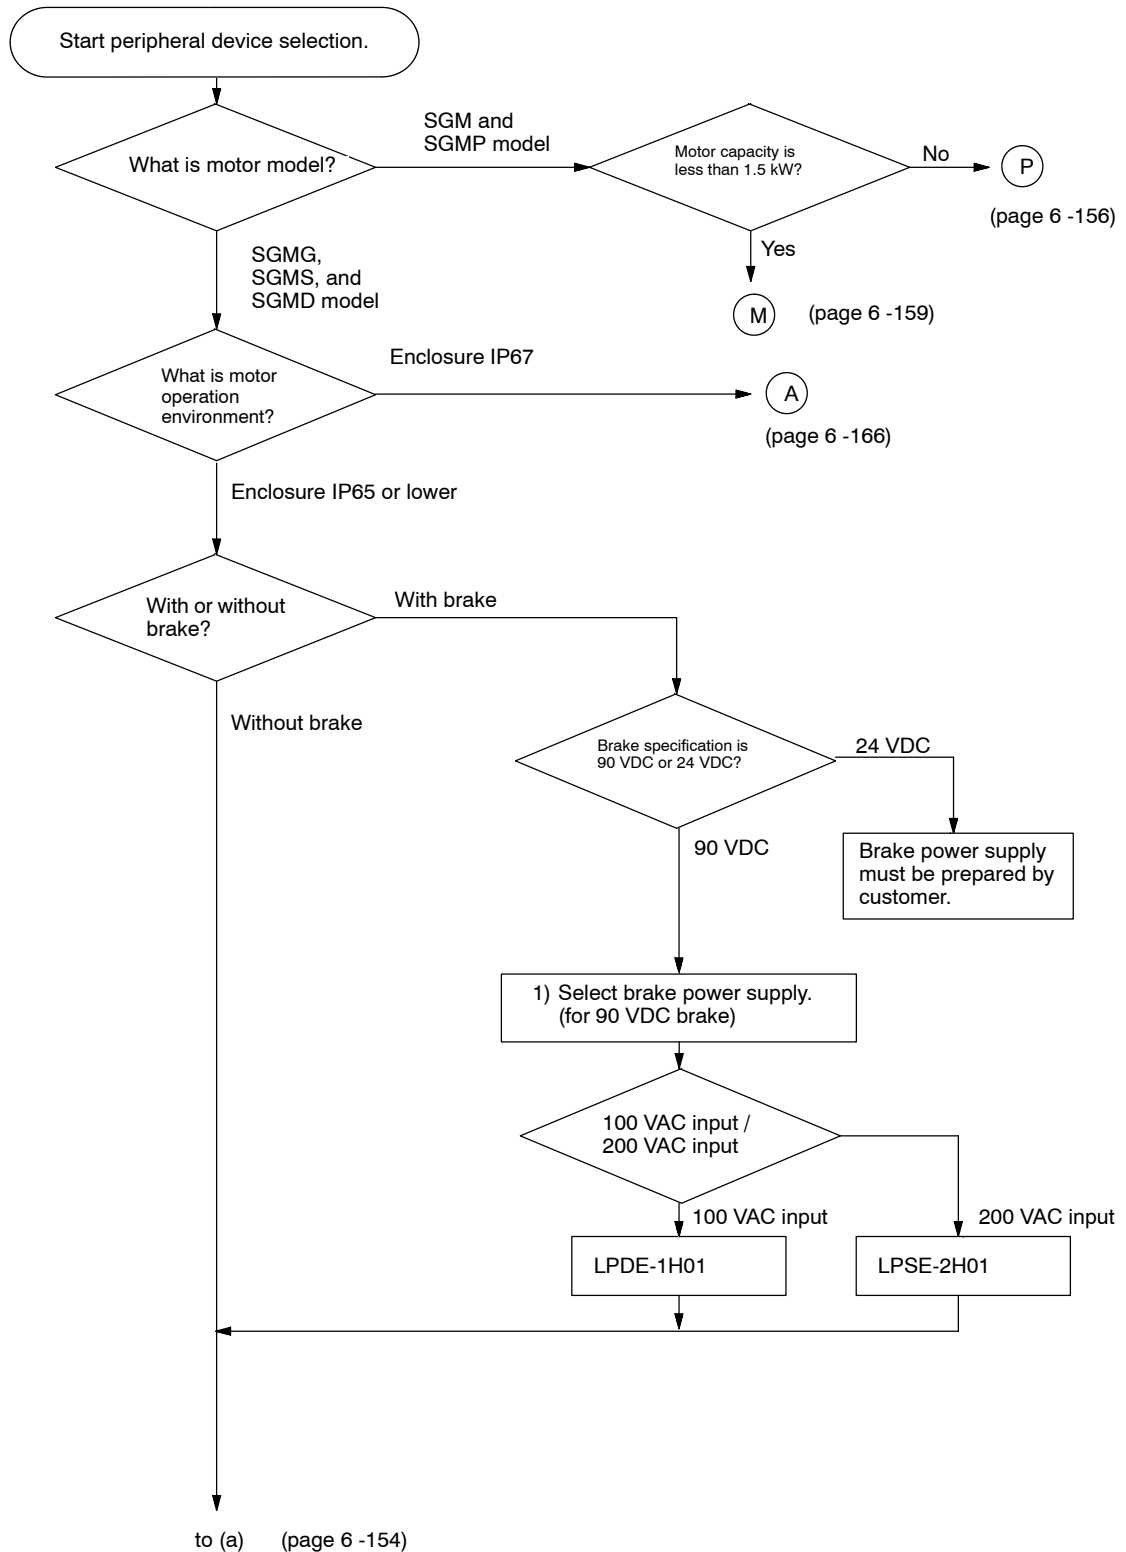 Start peripheral device selection.
What is motor model?
SGM and
SGMP model
Motor capacity is
less than 1.5 kW?
No
P
(page 6 -156)
Yes
M
(page 6 -159)
SGMG,
SGMS, and
SGMD model
What is motor
operation
environment?
Enclosure IP67
A
(page 6 -166)
Enclosure IP65 or lower
With or without
brake?
With brake
Without brake
Brake specification is
90 VDC or 24 VDC?
24 VDC
Brake power supply
must be prepared by
customer.
90 VDC
1) Select brake power supply.
(for 90 VDC brake)
100 VAC input /
200 VAC input
100 VAC input
200 VAC input
LPDE-1H01
LPSE-2H01
to (a) (page 6 -154)